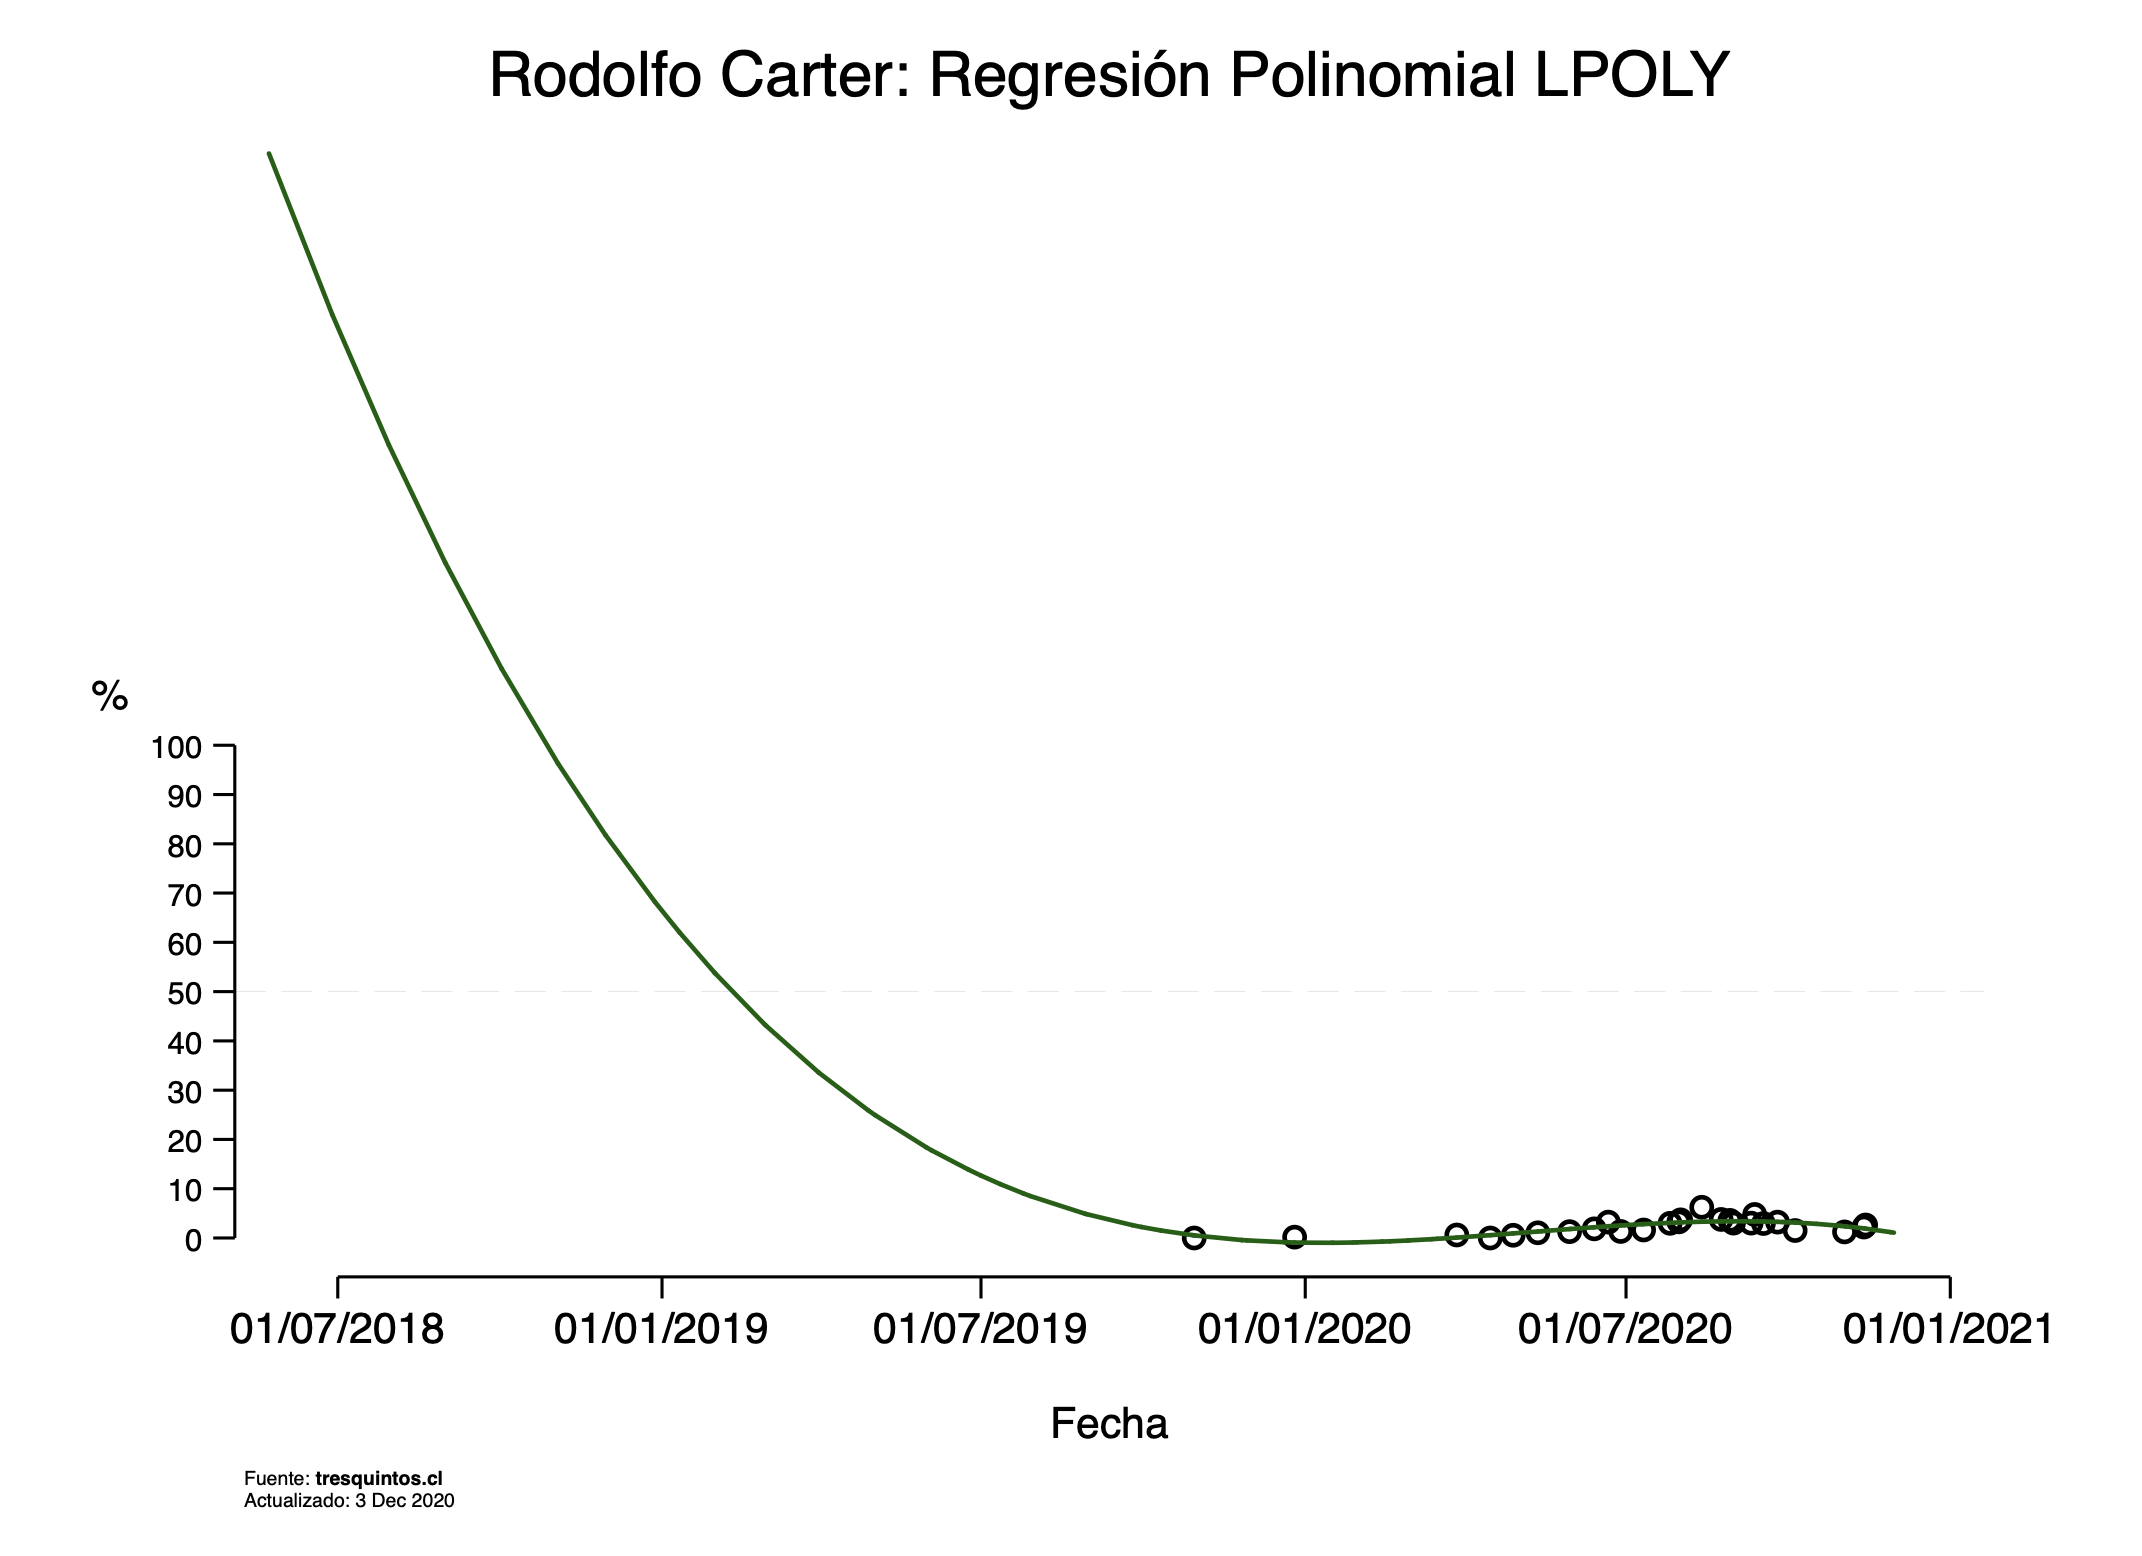 Rodolfo Carter: Regresión Polinomial LPOLY
%
100
90
80
70
60
50
40
30
20
10
0
01/07/2018 01/01/2019 01/07/2019 01/01/2020 01/07/2020 01/01/2021
Fecha
Fuente: tresquintos.cl
Actualizado: 3 Dec 2020